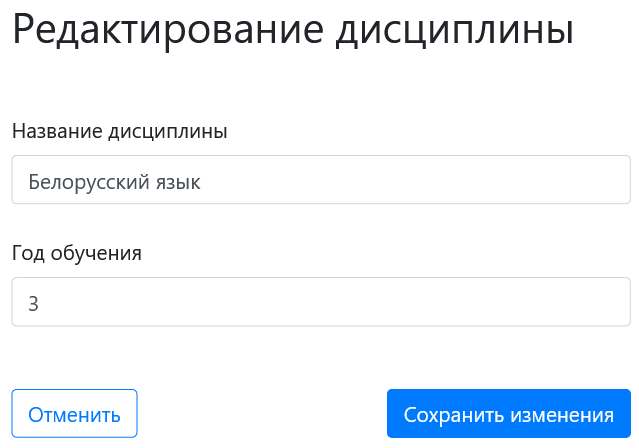 Редактирование дисциплины
Название дисциплины
Белорусский язык
Год обучения
3
Отменить
Сохранить изменения